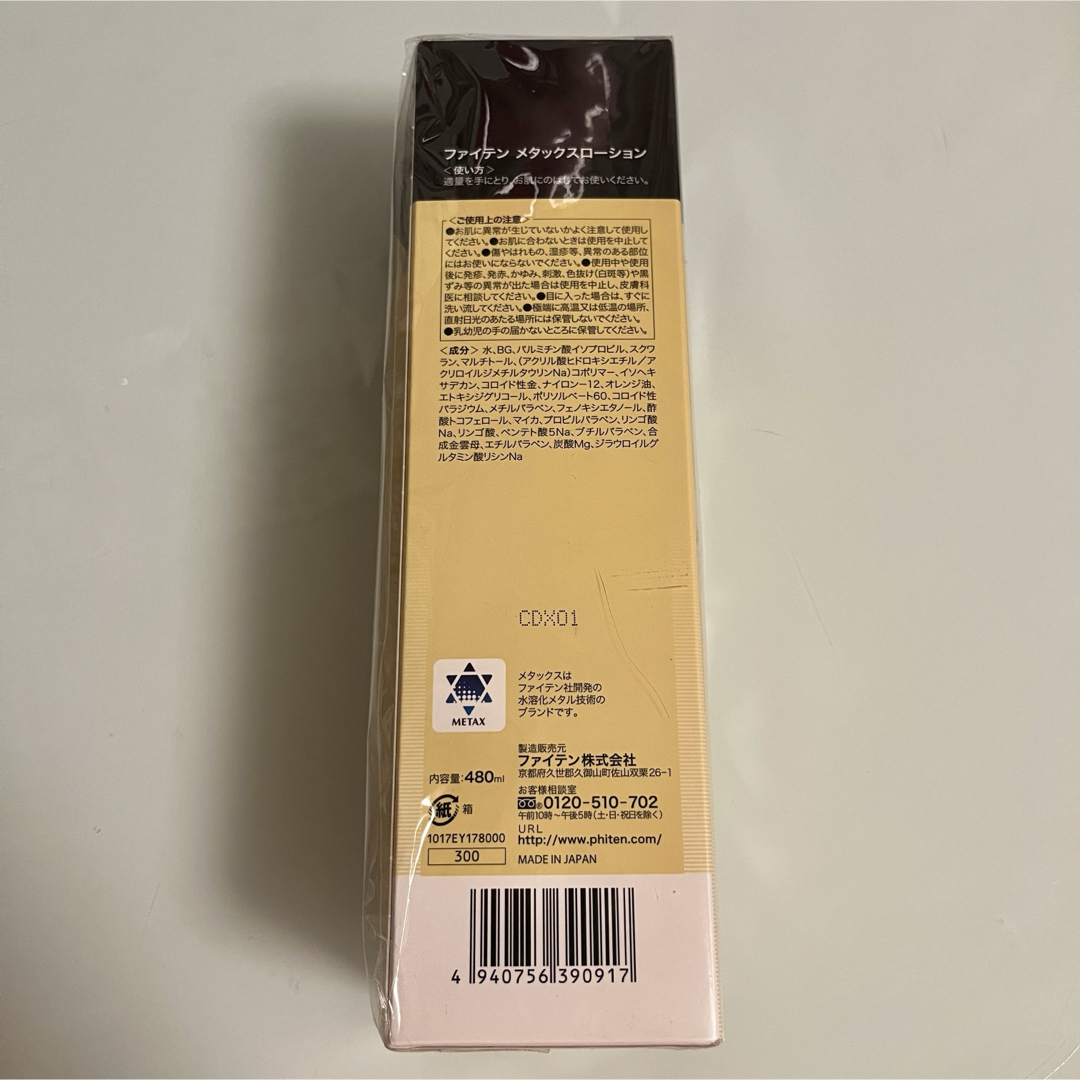 ファイテン メタックスローション
＜使い方＞
適量を手にとり、お肌にのばしてお使いください。
＜ご使用上の注意＞
●お肌に異常が生じていないかよく注意して使用し
てください。●お肌に合わないときは使用を中止して
ください。●傷やはれもの、湿疹等、異常のある部位
にはお使いにならないでください。●使用中や使用
後に発疹、発赤、かゆみ、刺激、色抜け(白斑等)や黒
ずみ等の異常が出た場合は使用を中止し、皮膚科
医に相談してください。●目に入った場合は、すぐに
洗い流してください。●極端に高温又は低温の場所、
直射日光のあたる場所には保管しないでください。
●乳幼児の手の届かないところに保管してください。
＜成分＞ 水、BG、パルミチン酸イソプロピル、スクワ
ラン、マルチトール、(アクリル酸ヒドロキシエチル／ア
クリロイルジメチルタウリンNa)コポリマー、イソヘキ
サデカン、コロイド性金、ナイロン－12、オレンジ油、
エトキシジグリコール、ポリソルベート60、コロイド性
パラジウム、メチルパラベン、フェノキシエタノール、酢
酸トコフェロール、マイカ、プロピルパラベン、リンゴ酸
Na、リンゴ酸、ペンテト酸5Na、ブチルパラベン、合
成金雲母、エチルパラベン、炭酸Mg、ジラウロイルグ
ルタミン酸リシンNa
CDX01
METAX
メタックスは
ファイテン社開発の
水溶化メタル技術の
ブランドです。
製造販売元
ファイテン株式会社
京都府久世郡久御山町佐山双栗26-1
内容量：480ml
お客様相談室
0120-510-702
午前10時～午後5時(土・日・祝日を除く)
紙 箱
URL
http://www.phiten.com/
1017EY178000
300
MADE IN JAPAN
4 940756 390917